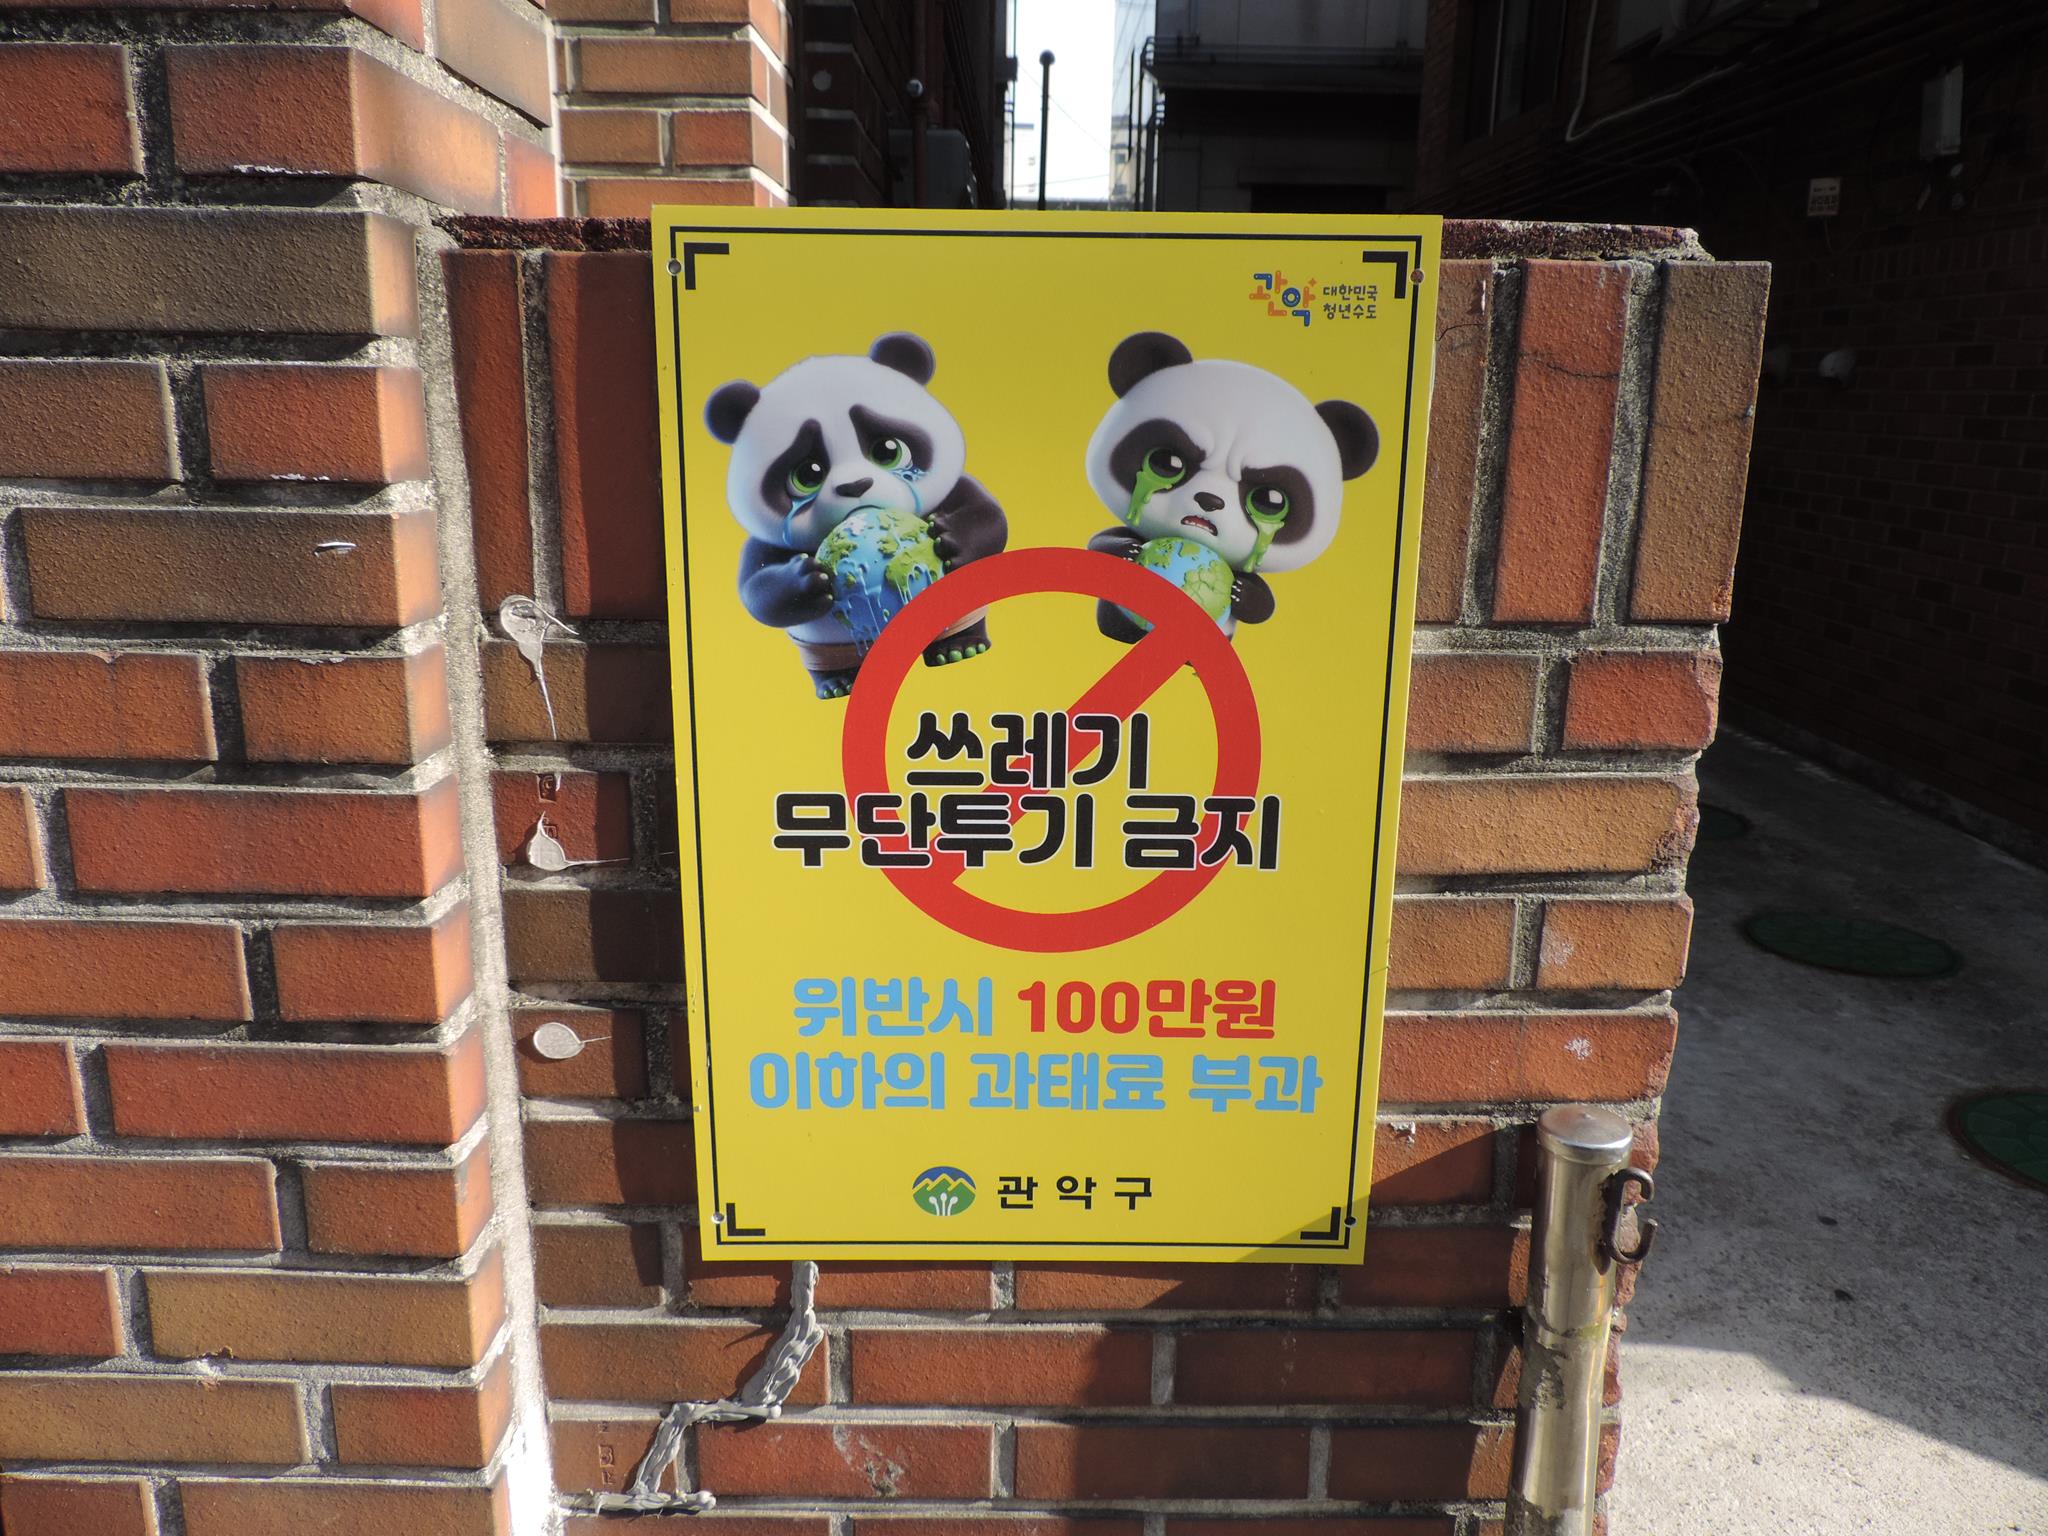 관악 대한민국
청년수도
쓰레기
무단투기 금지
위반시 100만원
이하의 과태료 부과
관악구